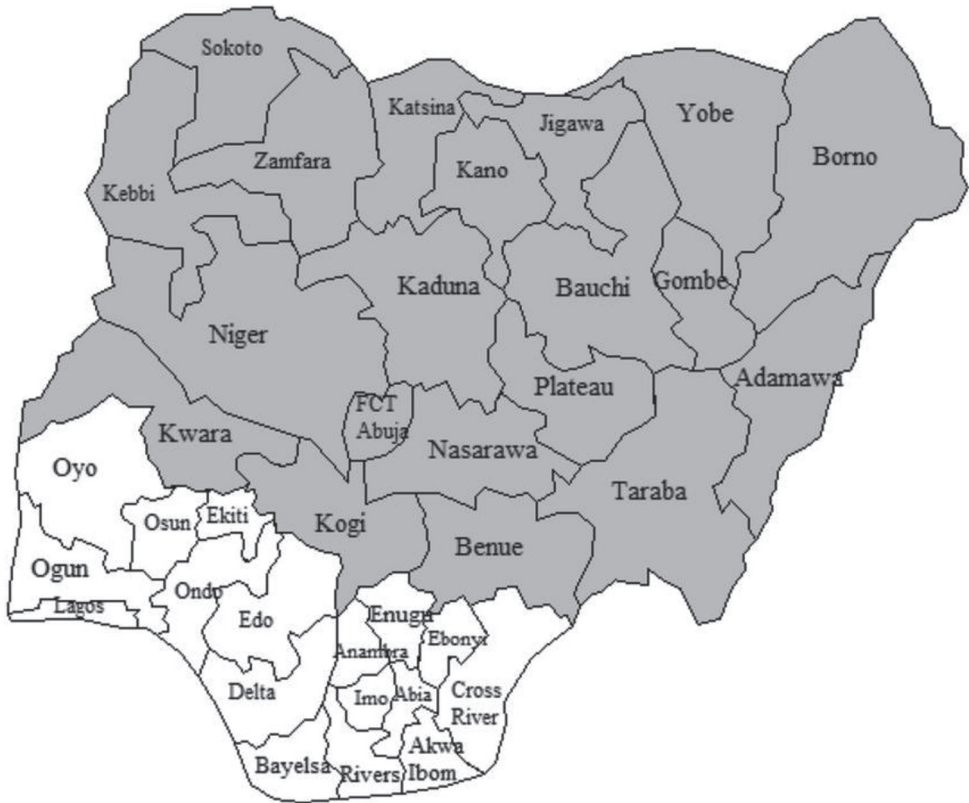 Sokoto
Katsina
Jigawa
Yobe
Borno
Zamfara
Kano
Kebbi
Kaduna
Bauchi
Gombe
Niger
Plateau
Adamawa
FCT
Abuja
Kwara
Nasarawa
Oyo
Taraba
Osun
Ekiti
Kogi
Benue
Ogun
Ondo
Lagos
Edo
Enugu
Ebonyi
Anambra
Delta
Imo
Abia
Cross
River
Bayelsa
Rivers
Akwa
Ibom